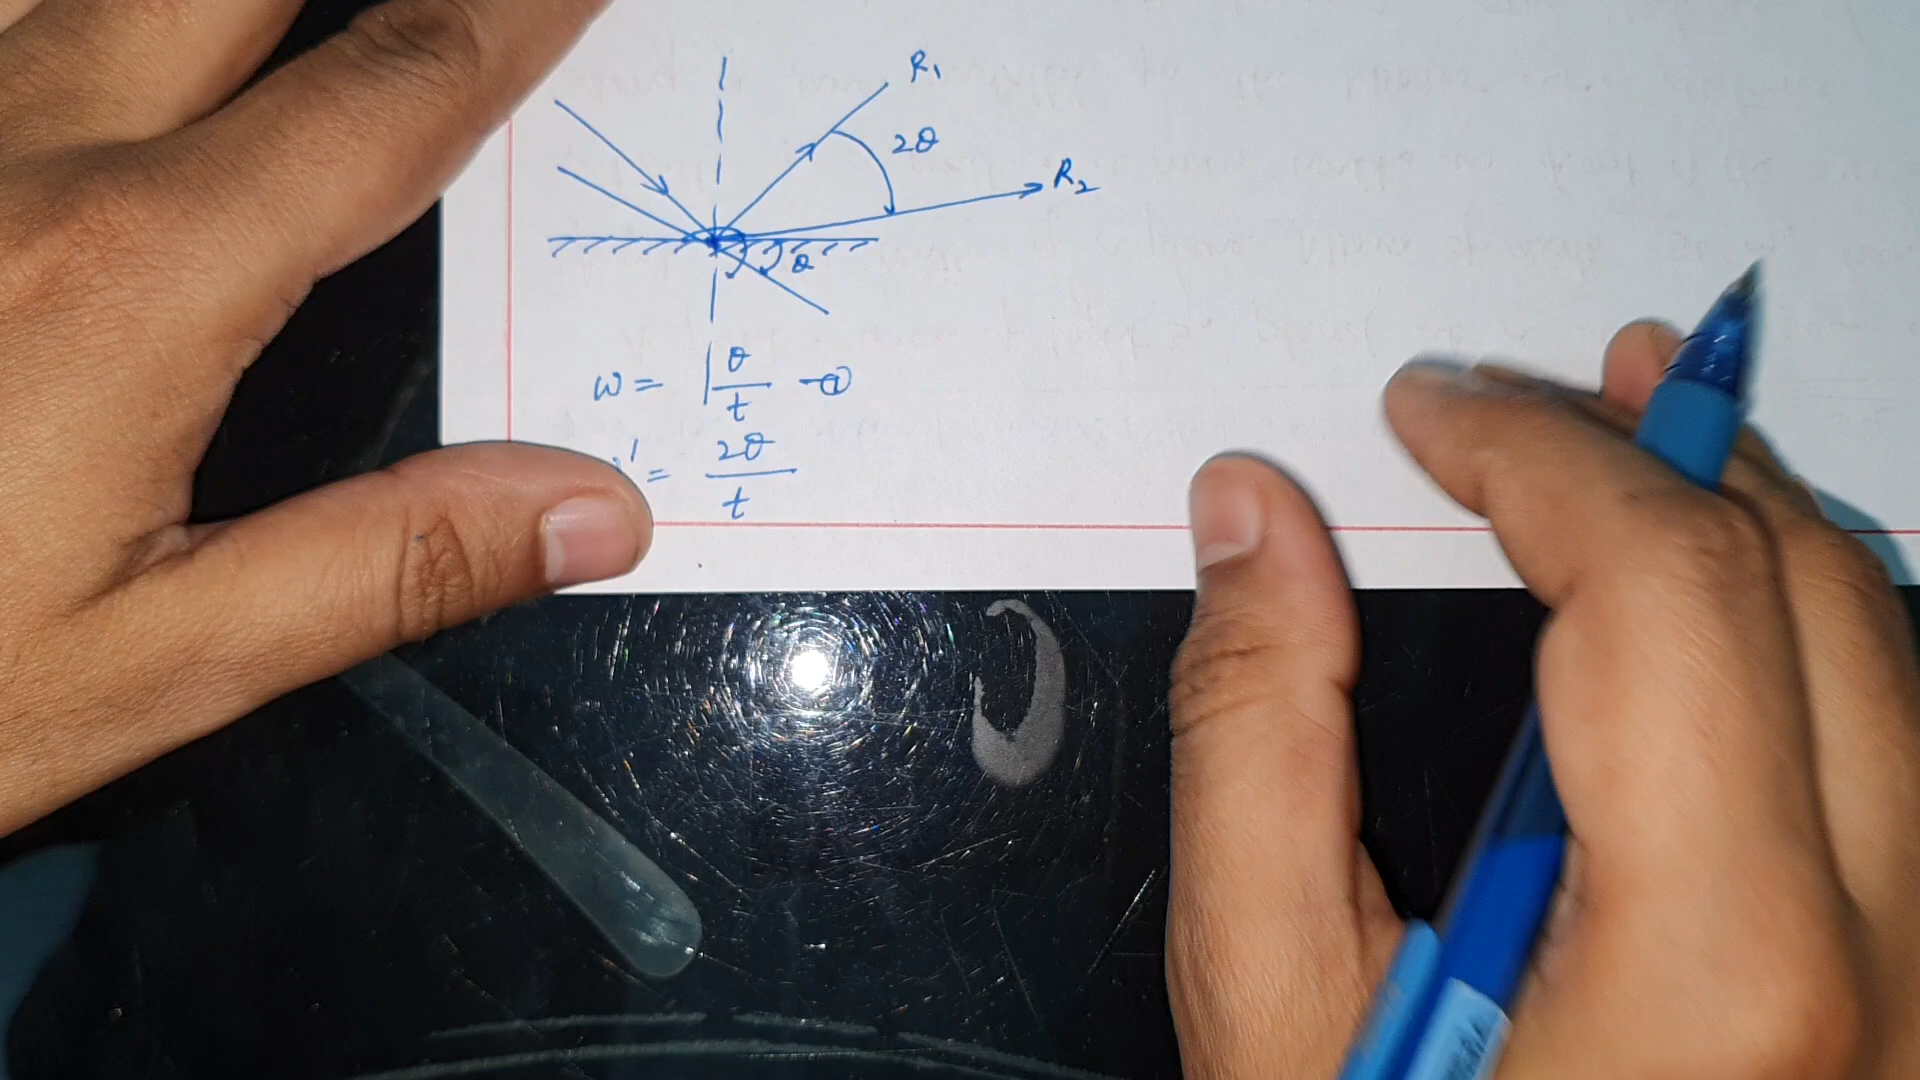 R₁
2θ
R₂
θ
ω = θ/t -①
' = 2θ/t